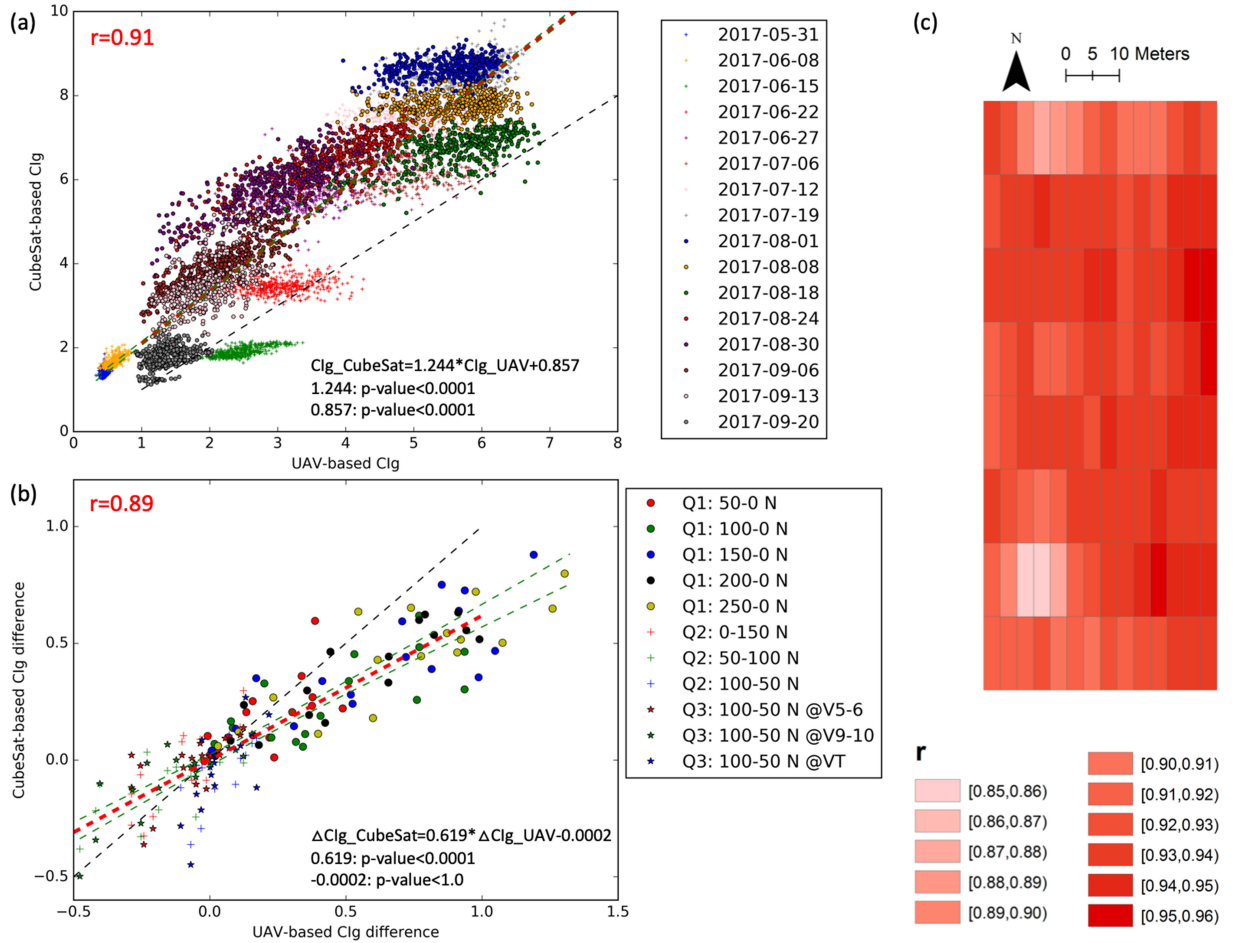 (a)
r=0.91
10
8
6
4
2
0
CubeSat-based CIg
0 1 2 3 4 5 6 7 8
UAV-based CIg
CIg_CubeSat=1.244*CIg_UAV+0.857
1.244: p-value<0.0001
0.857: p-value<0.0001
2017-05-31
2017-06-08
2017-06-15
2017-06-22
2017-06-27
2017-07-06
2017-07-12
2017-07-19
2017-08-01
2017-08-08
2017-08-18
2017-08-24
2017-08-30
2017-09-06
2017-09-13
2017-09-20
(b)
r=0.89
1.0
0.5
0.0
−0.5
CubeSat-based CIg difference
−0.5 0.0 0.5 1.0 1.5
UAV-based CIg difference
△CIg_CubeSat=0.619*△CIg_UAV-0.0002
0.619: p-value<0.0001
-0.0002: p-value<1.0
Q1: 50-0 N
Q1: 100-0 N
Q1: 150-0 N
Q1: 200-0 N
Q1: 250-0 N
Q2: 0-150 N
Q2: 50-100 N
Q2: 100-50 N
Q3: 100-50 N @V5-6
Q3: 100-50 N @V9-10
Q3: 100-50 N @VT
(c)
N
0 5 10 Meters
r
[0.85,0.86)
[0.86,0.87)
[0.87,0.88)
[0.88,0.89)
[0.89,0.90)
[0.90,0.91)
[0.91,0.92)
[0.92,0.93)
[0.93,0.94)
[0.94,0.95)
[0.95,0.96)